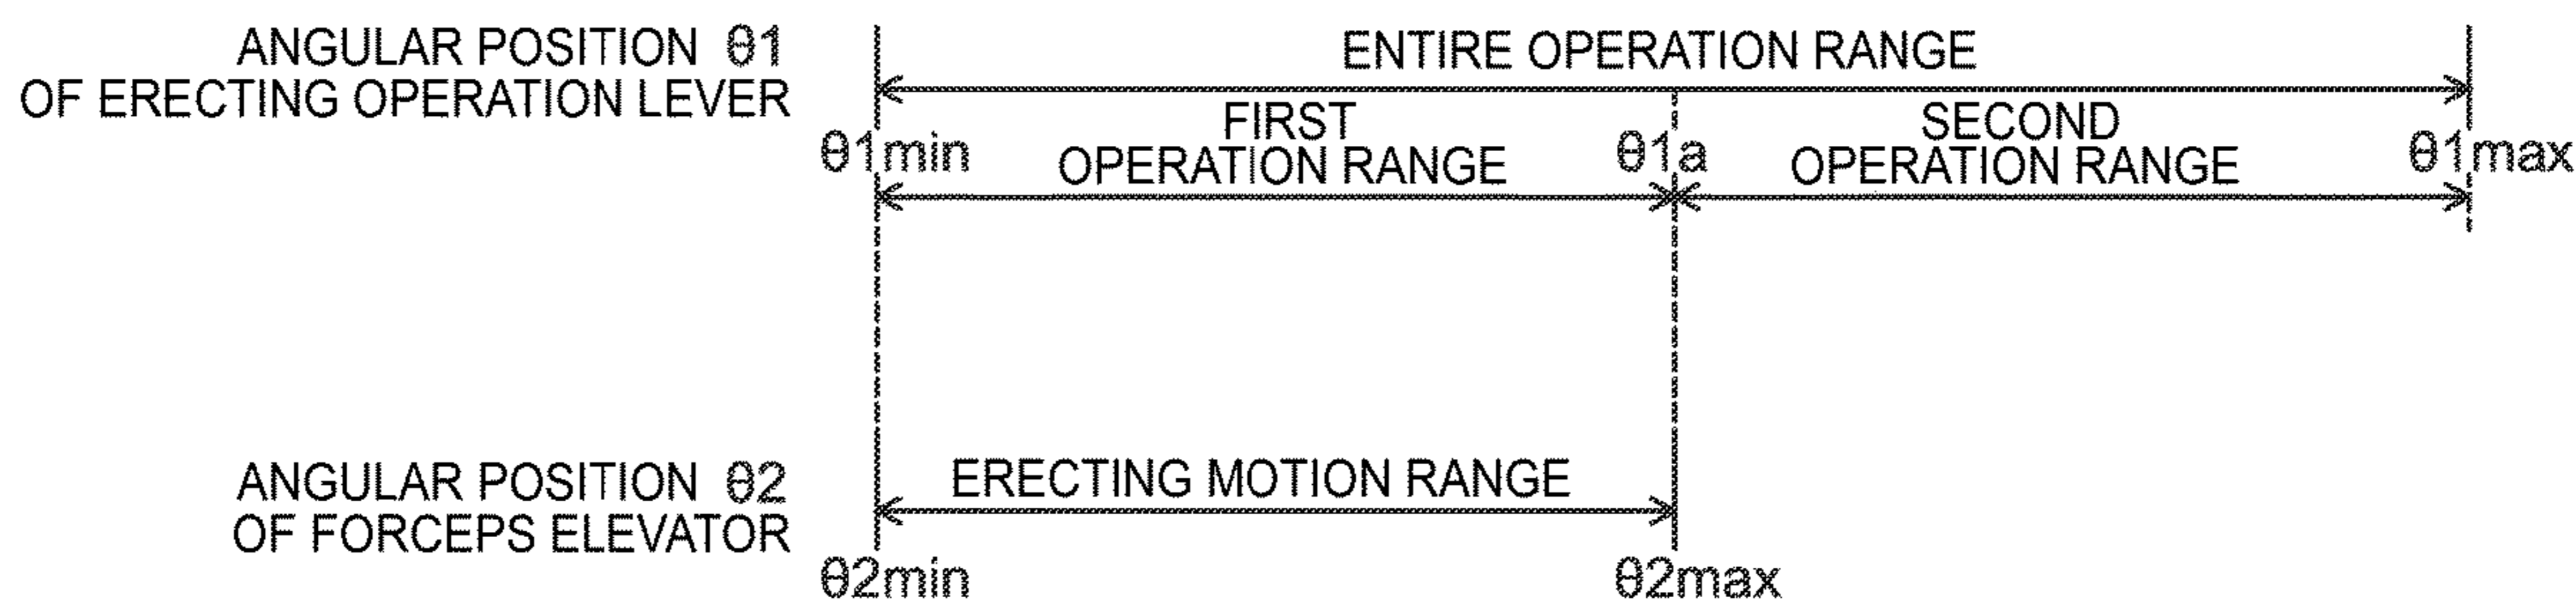 ANGULAR POSITION θ1
OF ERECTING OPERATION LEVER
ENTIRE OPERATION RANGE
θ1min
FIRST
OPERATION RANGE
θ1a
SECOND
OPERATION RANGE
θ1max
ANGULAR POSITION θ2
OF FORCEPS ELEVATOR
ERECTING MOTION RANGE
θ2min
θ2max